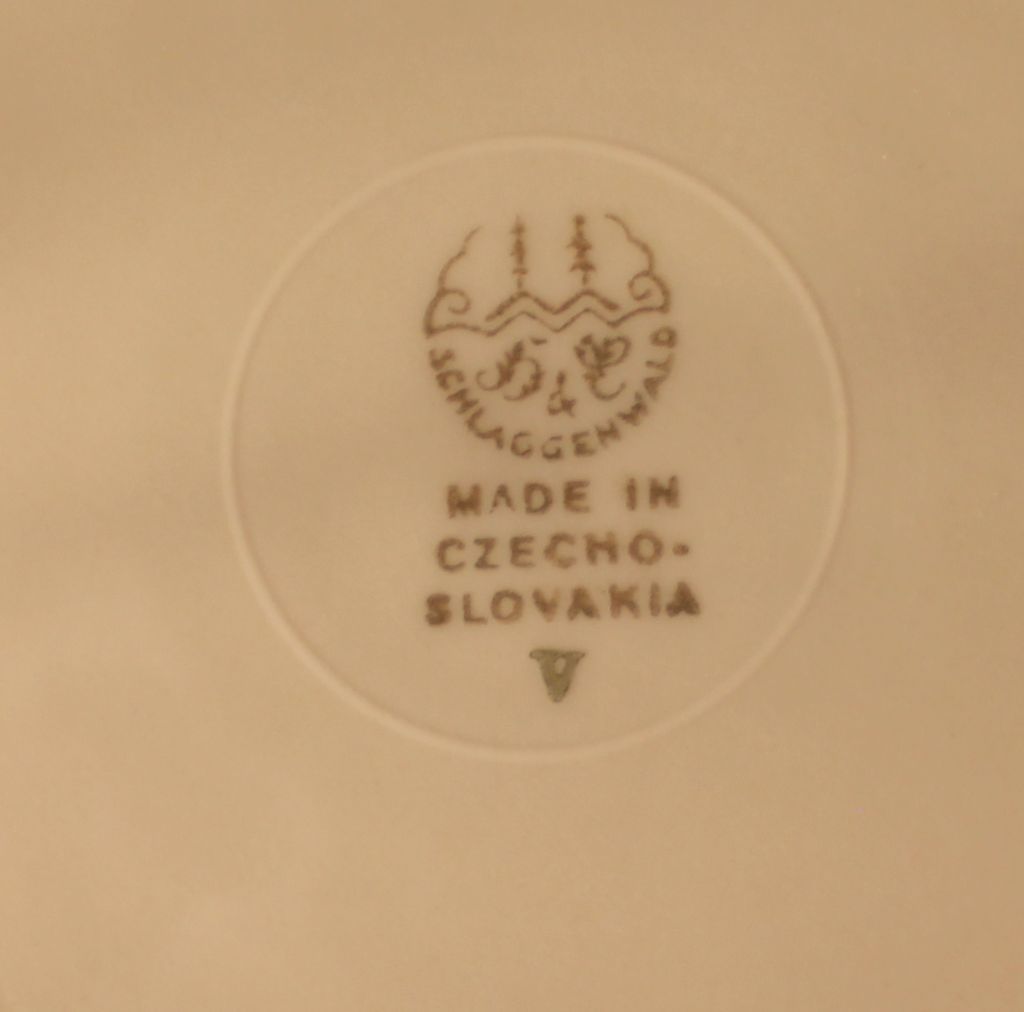 H & C
SCHLAGGENWALD
MADE IN
CZECHO-
SLOVAKIA
V